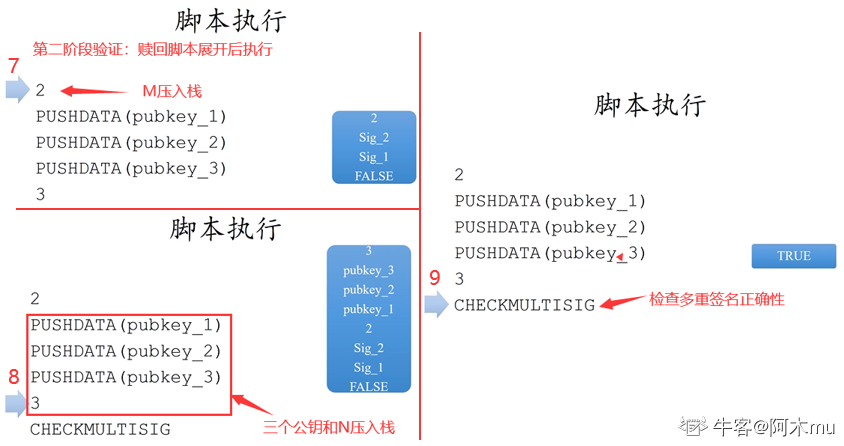 脚本执行
第二阶段验证：赎回脚本展开后执行
7
2
M压入栈
PUSHDATA(pubkey_1)
PUSHDATA(pubkey_2)
PUSHDATA(pubkey_3)
3
2
Sig_2
Sig_1
FALSE
脚本执行
2
PUSHDATA(pubkey_1)
PUSHDATA(pubkey_2)
PUSHDATA(pubkey_3)
8
3
CHECKMULTISIG
三个公钥和N压入栈
3
pubkey_3
pubkey_2
pubkey_1
2
Sig_2
Sig_1
FALSE
脚本执行
2
PUSHDATA(pubkey_1)
PUSHDATA(pubkey_2)
PUSHDATA(pubkey_3)
3
9
CHECKMULTISIG
检查多重签名正确性
TRUE
牛客@阿木mu